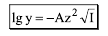 lg y = −Az² √I